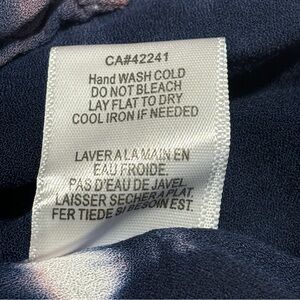 CA#42241
Hand WASH COLD
DO NOT BLEACH
LAY FLAT TO DRY
COOL IRON IF NEEDED
LAVER A LA MAIN EN
EAU FROIDE.
PAS D'EAU DE JAVEL
LAISSER SECHER A FLAT.
FER TIEDE SI BESOIN EST.